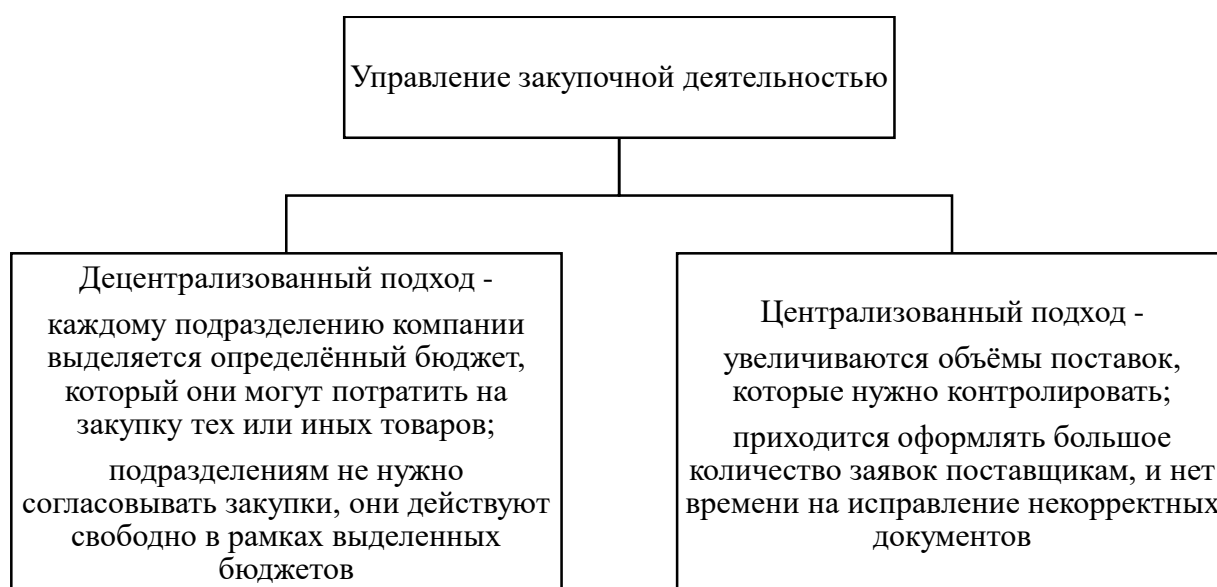 Управление закупочной деятельностью
Децентрализованный подход -
каждому подразделению компании
выделяется определённый бюджет,
который они могут потратить на
закупку тех или иных товаров;
подразделениям не нужно
согласовывать закупки, они действуют
свободно в рамках выделенных
бюджетов
Централизованный подход -
увеличиваются объёмы поставок,
которые нужно контролировать;
приходится оформлять большое
количество заявок поставщикам, и нет
времени на исправление некорректных
документов